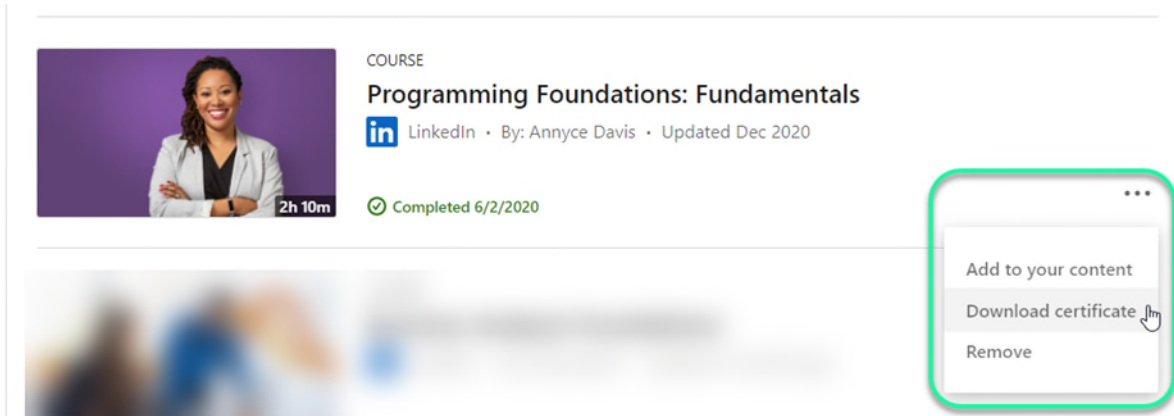 COURSE
Programming Foundations: Fundamentals
in LinkedIn • By: Annyce Davis • Updated Dec 2020
2h 10m
Completed 6/2/2020
•••
Add to your content
Download certificate
Remove